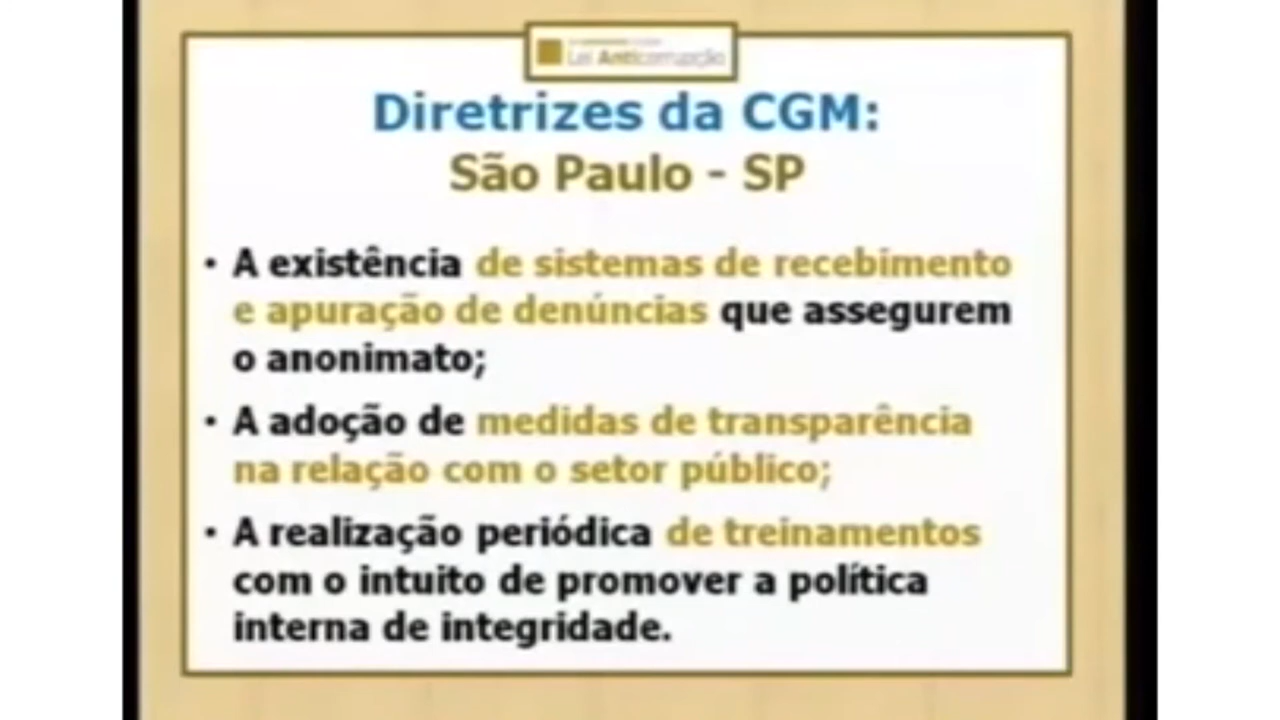 Lei Anticorrupção
Diretrizes da CGM:
São Paulo - SP
• A existência de sistemas de recebimento
e apuração de denúncias que assegurem
o anonimato;
• A adoção de medidas de transparência
na relação com o setor público;
• A realização periódica de treinamentos
com o intuito de promover a política
interna de integridade.